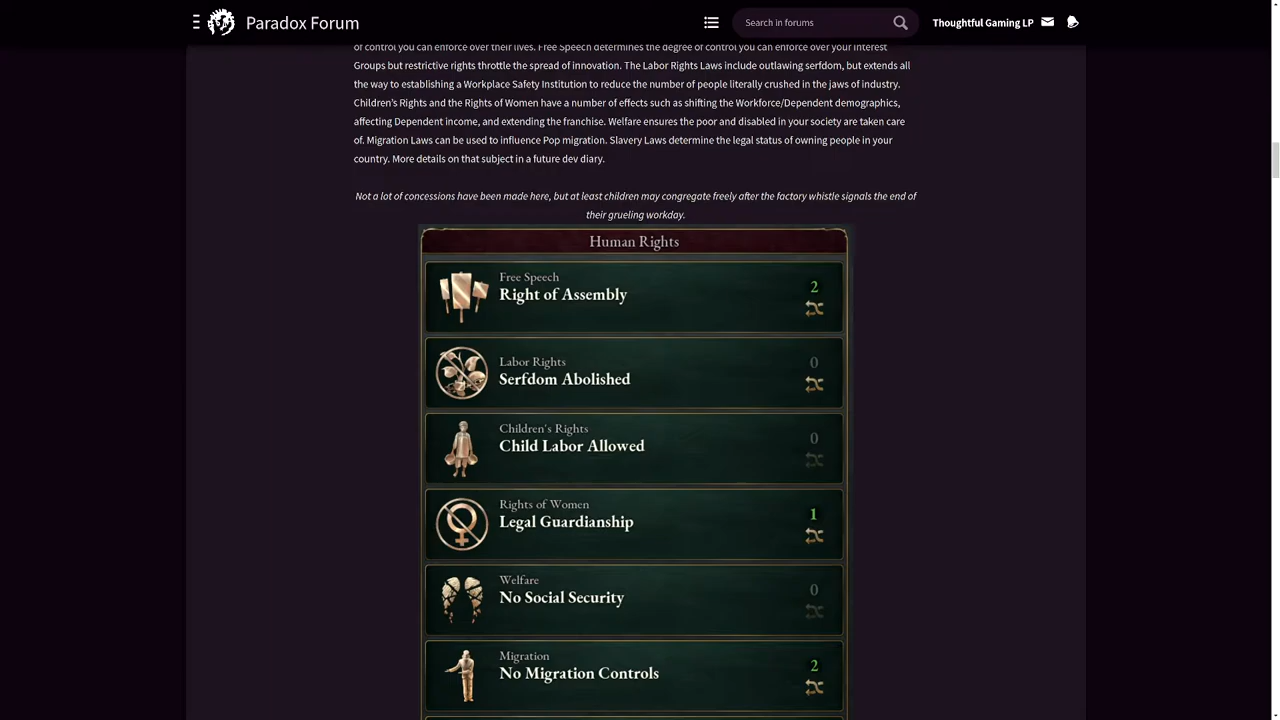 Paradox Forum
Search in forums
Thoughtful Gaming LP
of control you can enforce over their lives. Free Speech determines the degree of control you can enforce over your Interest
Groups but restrictive rights throttle the spread of innovation. The Labor Rights Laws include outlawing serfdom, but extends all
the way to establishing a Workplace Safety Institution to reduce the number of people literally crushed in the jaws of industry.
Children's Rights and the Rights of Women have a number of effects such as shifting the Workforce/Dependent demographics,
affecting Dependent income, and extending the franchise. Welfare ensures the poor and disabled in your society are taken care
of. Migration Laws can be used to influence Pop migration. Slavery Laws determine the legal status of owning people in your
country. More details on that subject in a future dev diary.
Not a lot of concessions have been made here, but at least children may congregate freely after the factory whistle signals the end of
their grueling workday.
Human Rights
Free Speech
Right of Assembly
2
Labor Rights
Serfdom Abolished
0
Children's Rights
Child Labor Allowed
0
Rights of Women
Legal Guardianship
1
Welfare
No Social Security
0
Migration
No Migration Controls
2